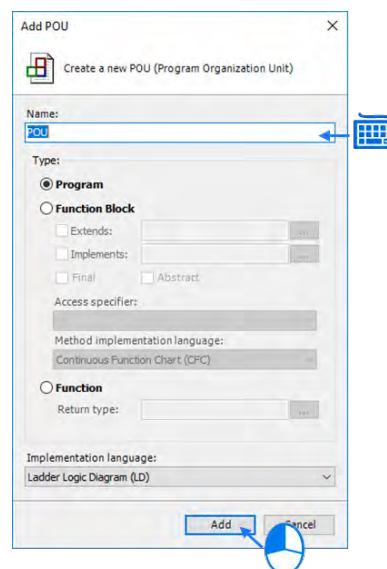 Add POU
Create a new POU (Program Organization Unit)
Name:
POU
Type:
Program
Function Block
Extends:
...
Implements:
...
Final Abstract
Access specifier:
Method implementation language:
Continuous Function Chart (CFC)
Function
Return type:
...
Implementation language:
Ladder Logic Diagram (LD)
Add Cancel